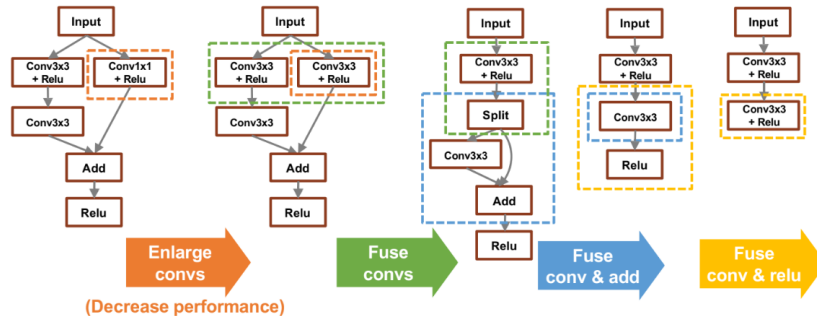 Input
Conv3x3
+ Relu
Conv1x1
+ Relu
Conv3x3
Add
Relu
Input
Conv3x3
+ Relu
Conv3x3
+ Relu
Conv3x3
Add
Relu
Input
Conv3x3
+ Relu
Split
Conv3x3
Add
Relu
Input
Conv3x3
+ Relu
Conv3x3
Relu
Input
Conv3x3
+ Relu
Conv3x3
+ Relu
Enlarge
convs
(Decrease performance)
Fuse
convs
Fuse
conv & add
Fuse
conv & relu